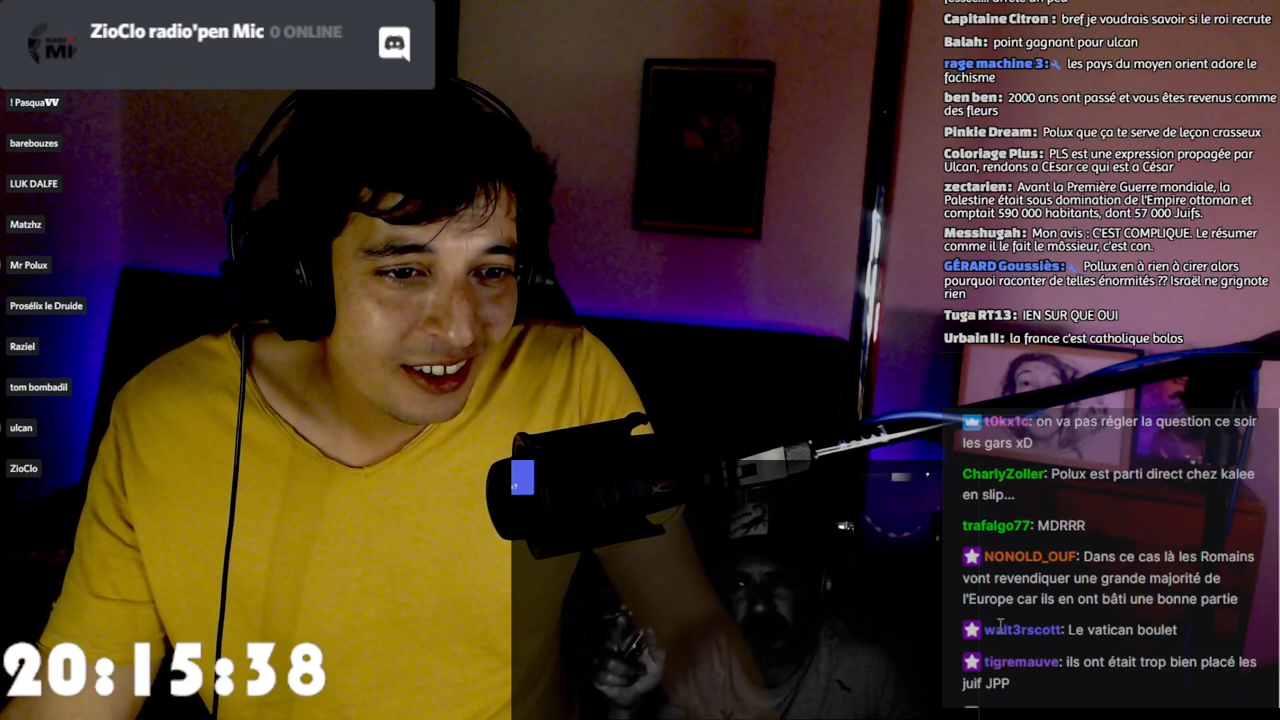 ZioClo radio'pen Mic 0 ONLINE
! PasquaVV
barebouzes
LUK DALFE
Matzhz
Mr Polux
Prosélix le Druide
Raziel
tom bombadil
ulcan
ZioClo
20:15:38
Capitaine Citron : bref je voudrais savoir si le roi recrute
Balah : point gagnant pour ulcan
rage machine 3 : les pays du moyen orient adore le
fachisme
ben ben : 2000 ans ont passé et vous êtes revenus comme
des fleurs
Pinkie Dream : Polux que ça te serve de leçon crasseux
Coloriage Plus : PLS est une expression propagée par
Ulcan, rendons a CEsar ce qui est a César
zectarien : Avant la Première Guerre mondiale, la
Palestine était sous domination de l'Empire ottoman et
comptait 590 000 habitants, dont 57 000 Juifs.
Messhugah : Mon avis : C'EST COMPLIQUE. Le résumer
comme il le fait le môssieur, c'est con.
GÉRARD Goussiès : Pollux en à rien à cirer alors
pourquoi raconter de telles énormités ?? Israël ne grignote
rien
Tuga RT13 : IEN SUR QUE OUI
Urbain II : la france c'est catholique bolos
t0kx1c: on va pas régler la question ce soir
les gars xD
CharlyZoller: Polux est parti direct chez kalee
en slip...
trafalgo77: MDRRR
NONOLD_OUF: Dans ce cas là les Romains
vont revendiquer une grande majorité de
l'Europe car ils en ont bâti une bonne partie
walt3rscott: Le vatican boulet
tigremauve: ils ont était trop bien placé les
juif JPP